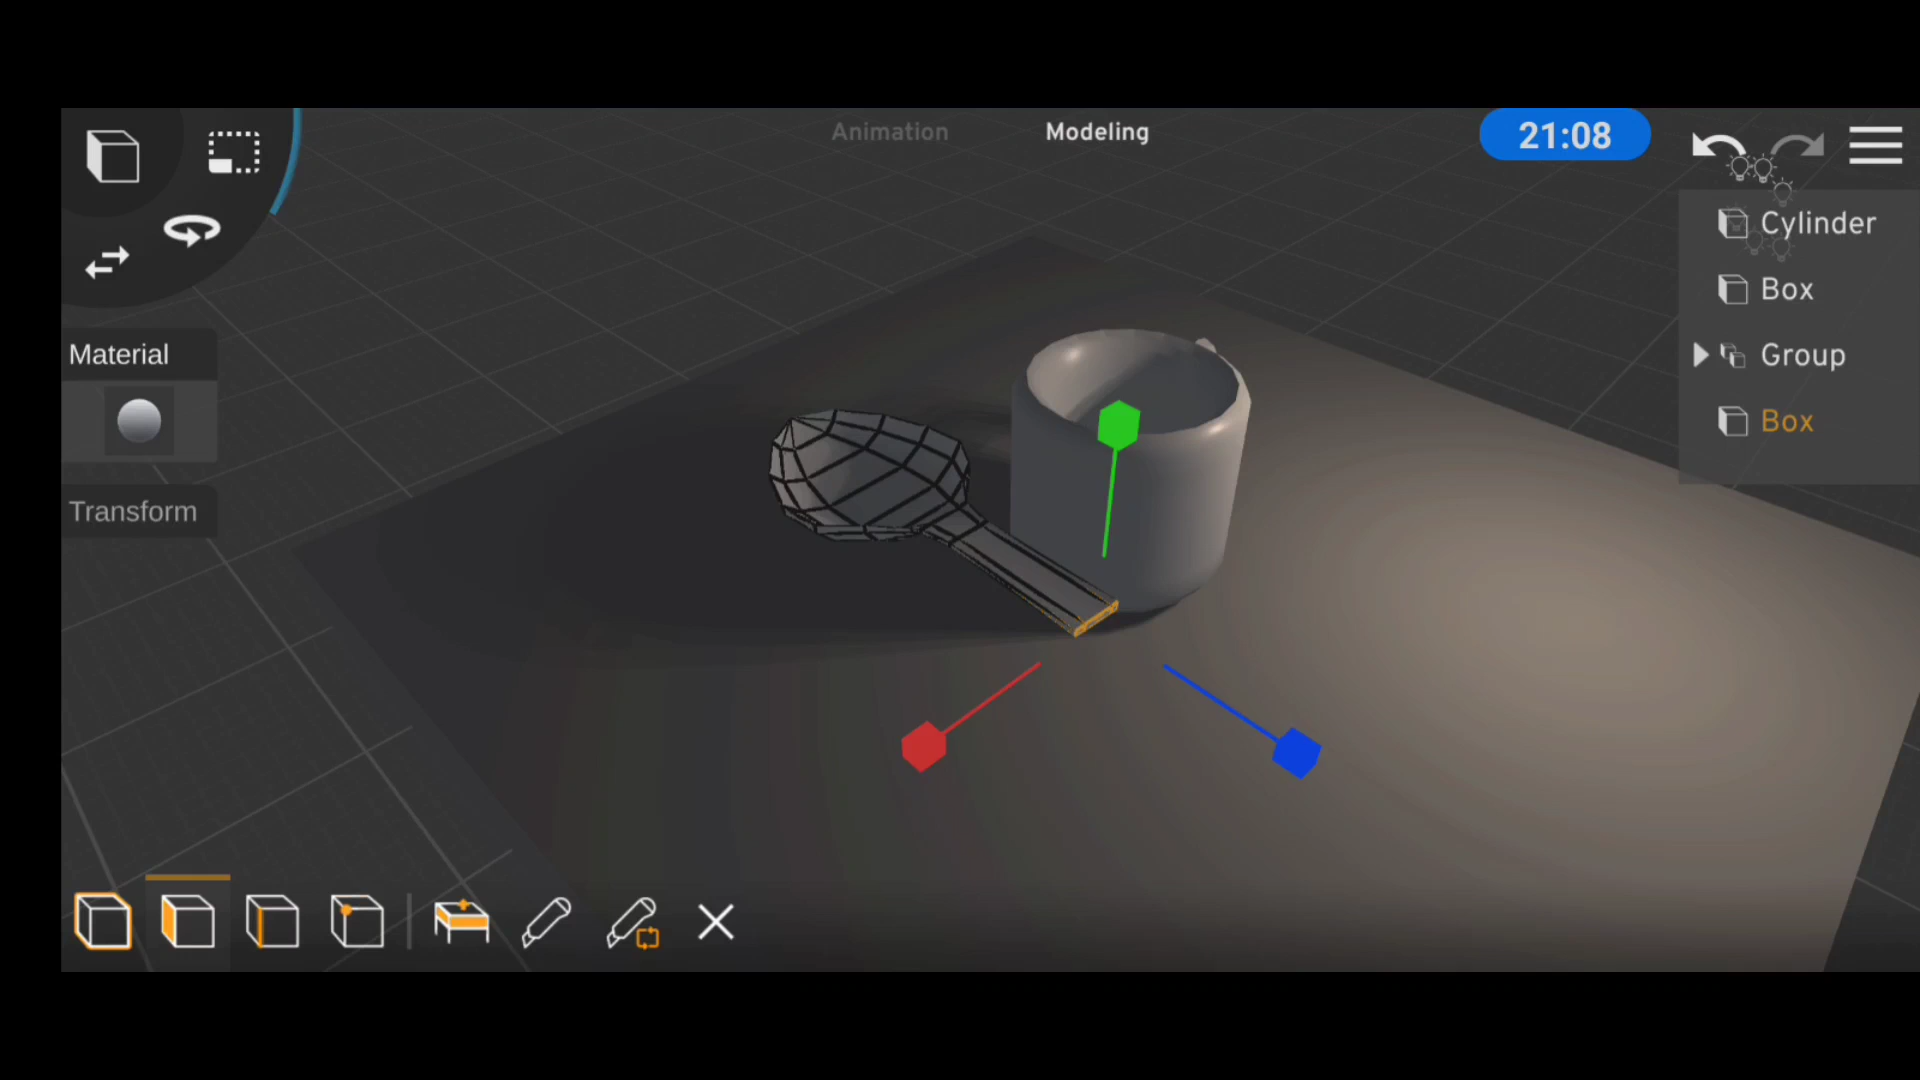 Animation
Modeling
21:08
Cylinder
Box
Group
Box
Material
Transform